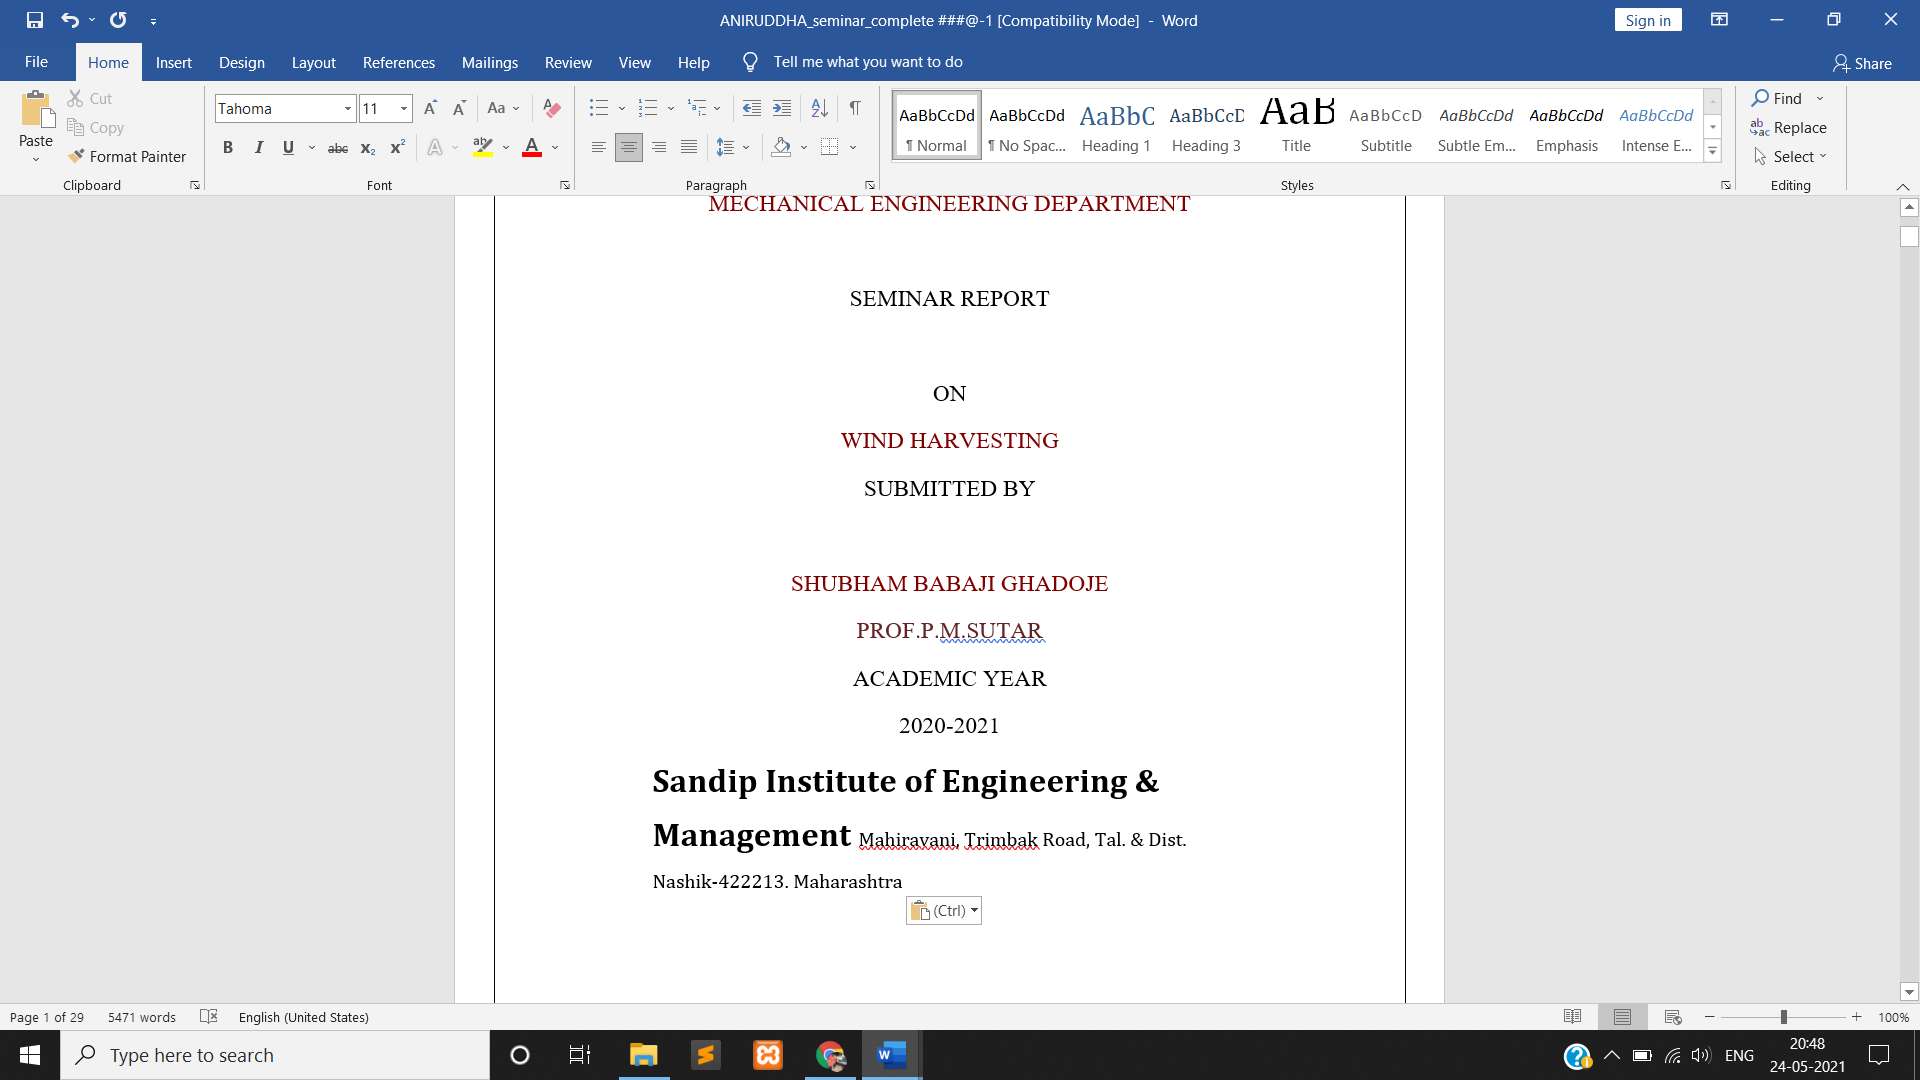 ANIRUDDHA_seminar_complete ###@-1 [Compatibility Mode] - Word
Sign in
File Home Insert Design Layout References Mailings Review View Help Tell me what you want to do Share
Paste
Cut
Copy
Format Painter
Clipboard
Tahoma 11
Font
Paragraph
AaBbCcDd AaBbCcDd AaBbC AaBbCcD AaB AaBbCcD AaBbCcDd AaBbCcDd AaBbCcDd
¶ Normal ¶ No Spac... Heading 1 Heading 3 Title Subtitle Subtle Em... Emphasis Intense E...
Styles
Find
Replace
Select
Editing
MECHANICAL ENGINEERING DEPARTMENT
SEMINAR REPORT
ON
WIND HARVESTING
SUBMITTED BY
SHUBHAM BABAJI GHADOJE
PROF.P.M.SUTAR
ACADEMIC YEAR
2020-2021
Sandip Institute of Engineering &
Management Mahiravani, Trimbak Road, Tal. & Dist.
Nashik-422213. Maharashtra
(Ctrl)
Page 1 of 29 5471 words English (United States) 100%
Type here to search
ENG
20:48
24-05-2021